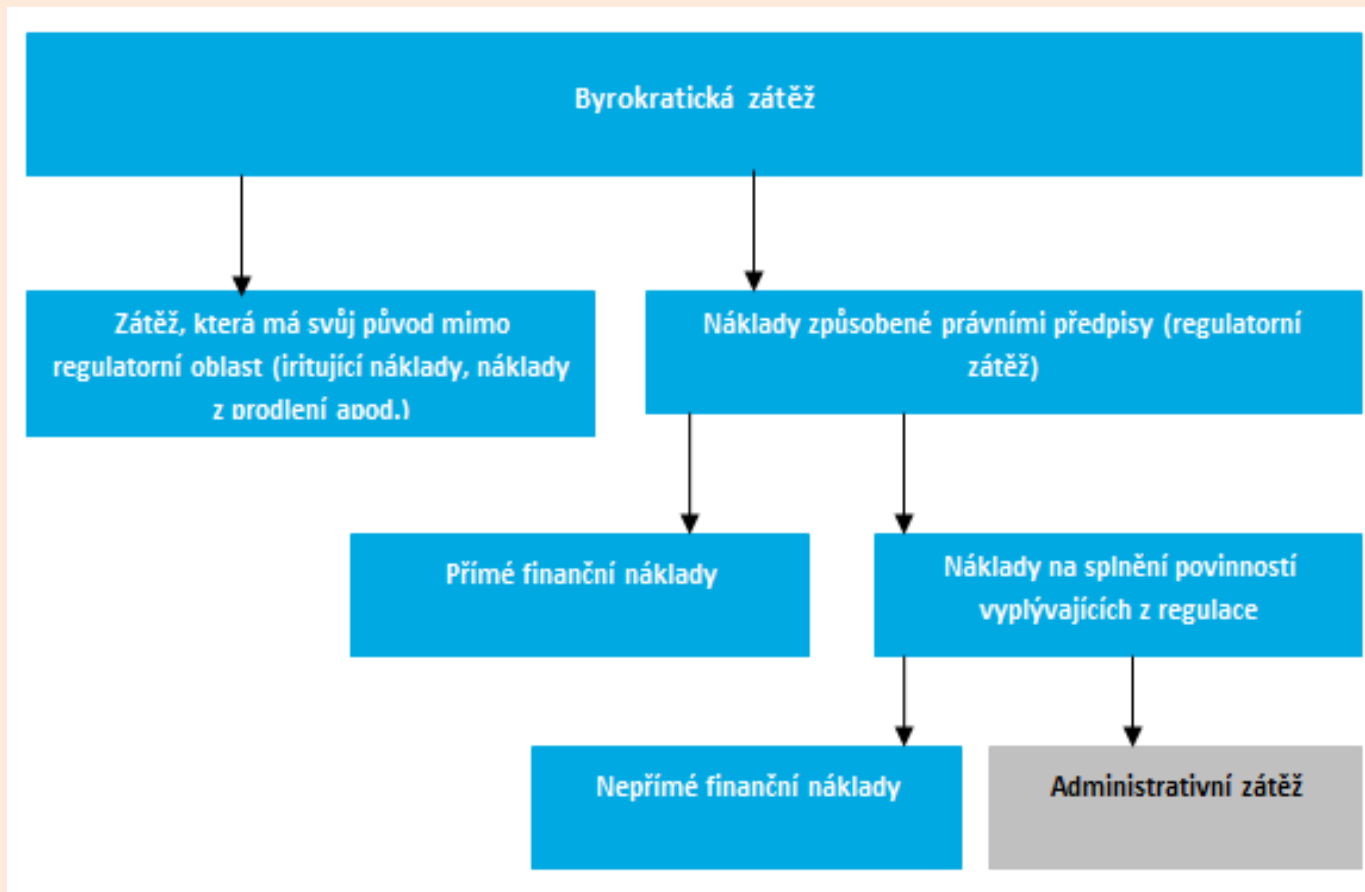 Byrokratická zátěž
Zátěž, která má svůj původ mimo
regulatorní oblast (iritující náklady, náklady
z prodlení apod.)
Náklady způsobené právními předpisy (regulatorní
zátěž)
Přímé finanční náklady
Náklady na splnění povinností
vyplývajících z regulace
Nepřímé finanční náklady
Administrativní zátěž